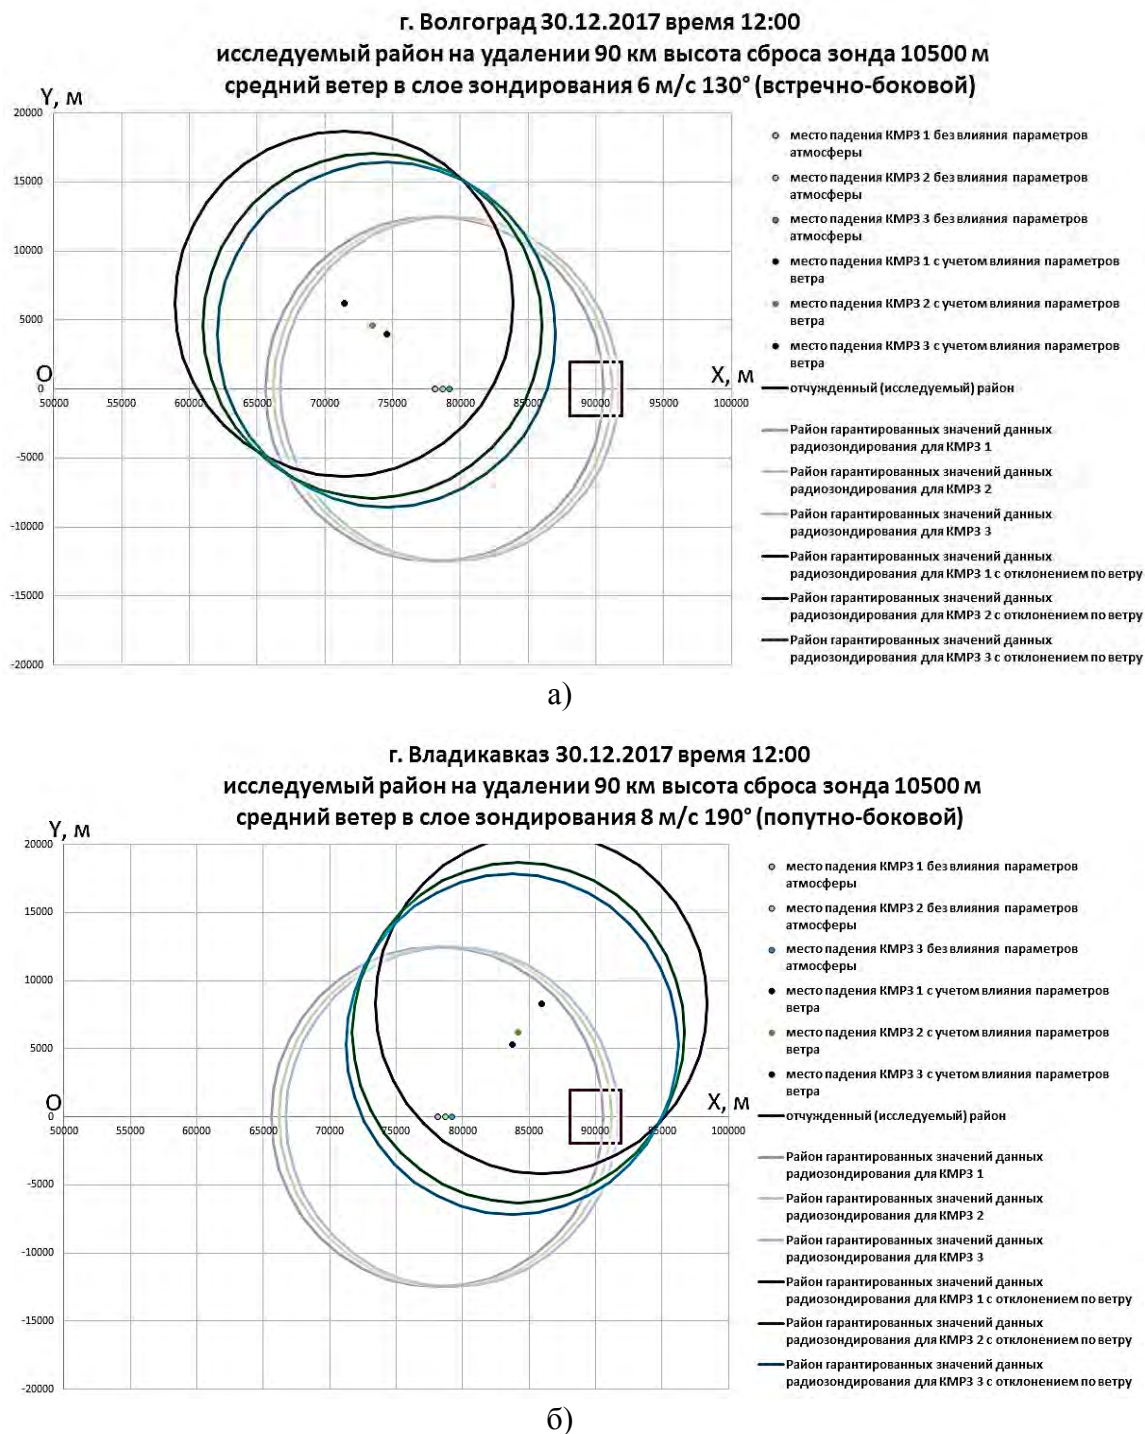 г. Волгоград 30.12.2017 время 12:00
исследуемый район на удалении 90 км высота сброса зонда 10500 м
средний ветер в слое зондирования 6 м/с 130° (встречно-боковой)
Y, м
20000
15000
10000
5000
O
0
-5000
-10000
-15000
-20000
50000 55000 60000 65000 70000 75000 80000 85000 90000 95000 100000
X, м
место падения КМРЗ 1 без влияния параметров
атмосферы
место падения КМРЗ 2 без влияния параметров
атмосферы
место падения КМРЗ 3 без влияния параметров
атмосферы
место падения КМРЗ 1 с учетом влияния параметров
ветра
место падения КМРЗ 2 с учетом влияния параметров
ветра
место падения КМРЗ 3 с учетом влияния параметров
ветра
отчужденный (исследуемый) район
Район гарантированных значений данных
радиозондирования для КМРЗ 1
Район гарантированных значений данных
радиозондирования для КМРЗ 2
Район гарантированных значений данных
радиозондирования для КМРЗ 3
Район гарантированных значений данных
радиозондирования для КМРЗ 1 с отклонением по ветру
Район гарантированных значений данных
радиозондирования для КМРЗ 2 с отклонением по ветру
Район гарантированных значений данных
радиозондирования для КМРЗ 3 с отклонением по ветру
а)
г. Владикавказ 30.12.2017 время 12:00
исследуемый район на удалении 90 км высота сброса зонда 10500 м
средний ветер в слое зондирования 8 м/с 190° (попутно-боковой)
Y, м
20000
15000
10000
5000
O
0
-5000
-10000
-15000
-20000
50000 55000 60000 65000 70000 75000 80000 85000 90000 95000 100000
X, м
место падения КМРЗ 1 без влияния параметров
атмосферы
место падения КМРЗ 2 без влияния параметров
атмосферы
место падения КМРЗ 3 без влияния параметров
атмосферы
место падения КМРЗ 1 с учетом влияния параметров
ветра
место падения КМРЗ 2 с учетом влияния параметров
ветра
место падения КМРЗ 3 с учетом влияния параметров
ветра
отчужденный (исследуемый) район
Район гарантированных значений данных
радиозондирования для КМРЗ 1
Район гарантированных значений данных
радиозондирования для КМРЗ 2
Район гарантированных значений данных
радиозондирования для КМРЗ 3
Район гарантированных значений данных
радиозондирования для КМРЗ 1 с отклонением по ветру
Район гарантированных значений данных
радиозондирования для КМРЗ 2 с отклонением по ветру
Район гарантированных значений данных
радиозондирования для КМРЗ 3 с отклонением по ветру
б)